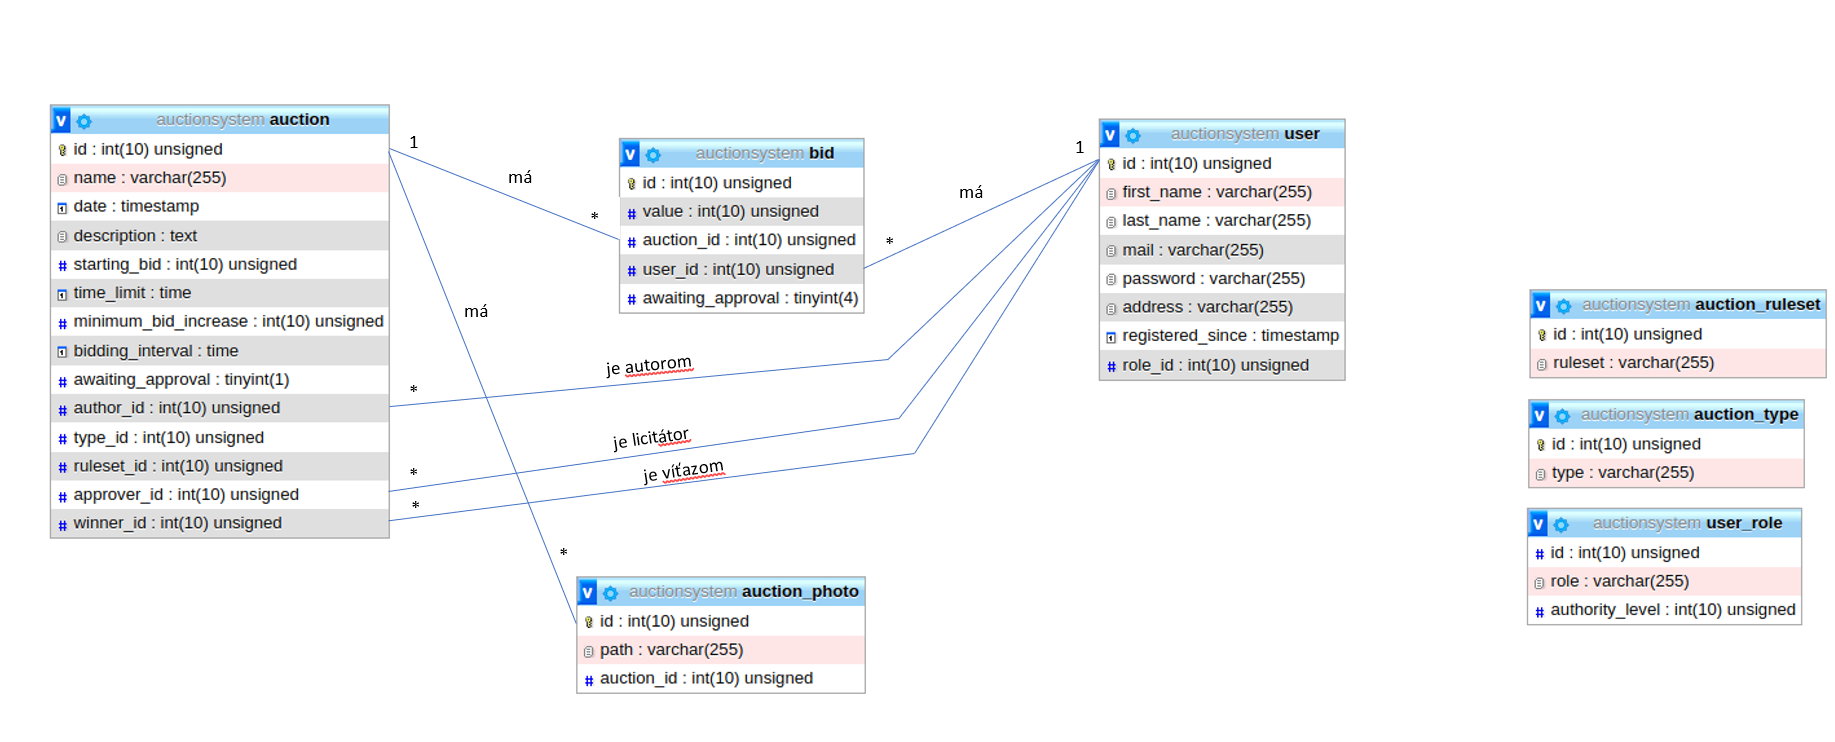 auctionsystem auction
id : int(10) unsigned
name : varchar(255)
date : timestamp
description : text
starting_bid : int(10) unsigned
time_limit : time
minimum_bid_increase : int(10) unsigned
bidding_interval : time
awaiting_approval : tinyint(1)
author_id : int(10) unsigned
type_id : int(10) unsigned
ruleset_id : int(10) unsigned
approver_id : int(10) unsigned
winner_id : int(10) unsigned
1
má
*
má
*
je autorom
*
je licitátor
*
je víťazom
*
auctionsystem bid
id : int(10) unsigned
value : int(10) unsigned
auction_id : int(10) unsigned
user_id : int(10) unsigned
awaiting_approval : tinyint(4)
*
má
1
auctionsystem auction_photo
id : int(10) unsigned
path : varchar(255)
auction_id : int(10) unsigned
auctionsystem user
id : int(10) unsigned
first_name : varchar(255)
last_name : varchar(255)
mail : varchar(255)
password : varchar(255)
address : varchar(255)
registered_since : timestamp
role_id : int(10) unsigned
auctionsystem auction_ruleset
id : int(10) unsigned
ruleset : varchar(255)
auctionsystem auction_type
id : int(10) unsigned
type : varchar(255)
auctionsystem user_role
id : int(10) unsigned
role : varchar(255)
authority_level : int(10) unsigned